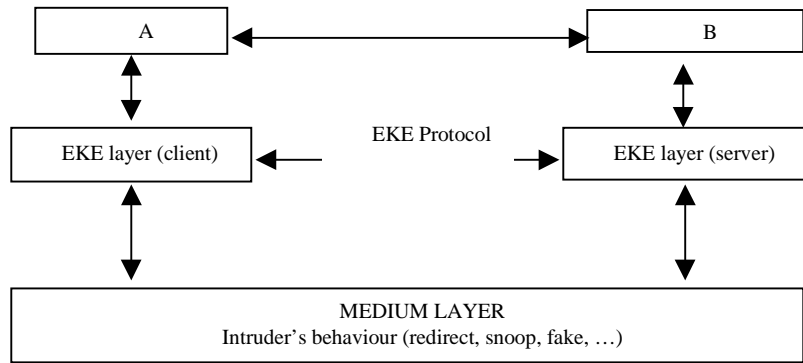 A
B
EKE layer (client)
EKE Protocol
EKE layer (server)
MEDIUM LAYER
Intruder’s behaviour (redirect, snoop, fake, …)